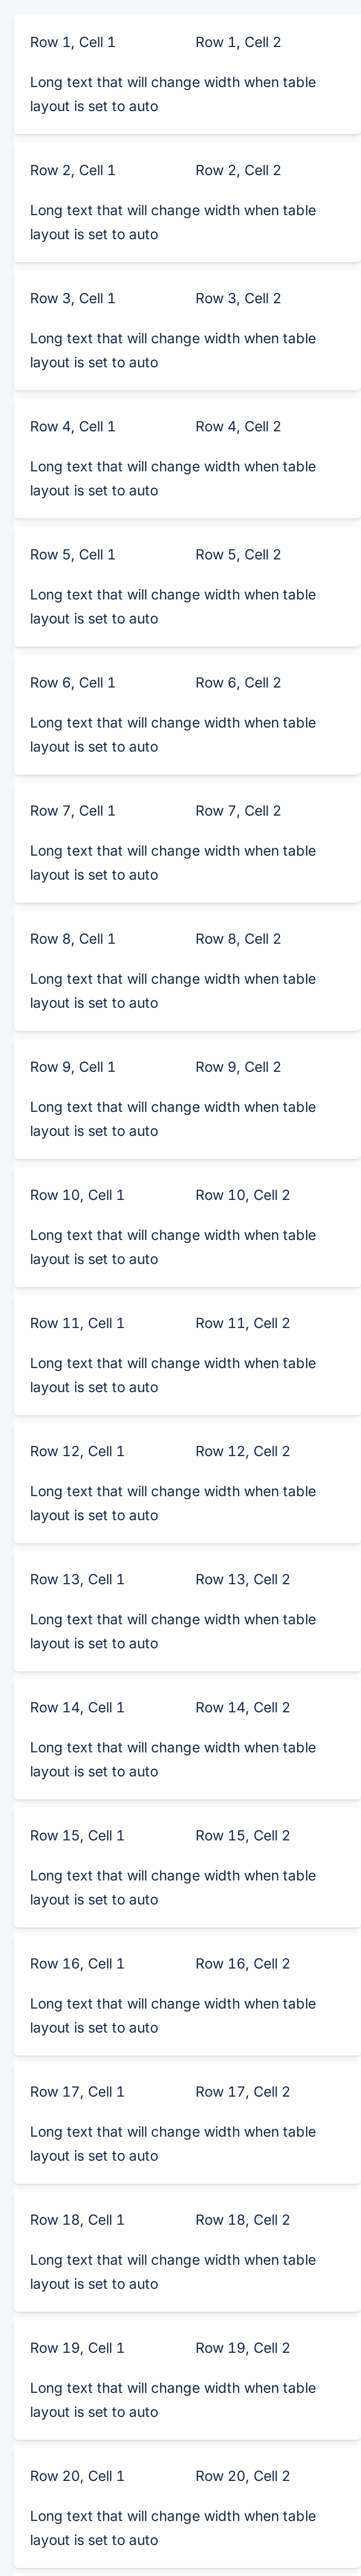 Row 1, Cell 1 Row 1, Cell 2
Long text that will change width when table
layout is set to auto
Row 2, Cell 1 Row 2, Cell 2
Long text that will change width when table
layout is set to auto
Row 3, Cell 1 Row 3, Cell 2
Long text that will change width when table
layout is set to auto
Row 4, Cell 1 Row 4, Cell 2
Long text that will change width when table
layout is set to auto
Row 5, Cell 1 Row 5, Cell 2
Long text that will change width when table
layout is set to auto
Row 6, Cell 1 Row 6, Cell 2
Long text that will change width when table
layout is set to auto
Row 7, Cell 1 Row 7, Cell 2
Long text that will change width when table
layout is set to auto
Row 8, Cell 1 Row 8, Cell 2
Long text that will change width when table
layout is set to auto
Row 9, Cell 1 Row 9, Cell 2
Long text that will change width when table
layout is set to auto
Row 10, Cell 1 Row 10, Cell 2
Long text that will change width when table
layout is set to auto
Row 11, Cell 1 Row 11, Cell 2
Long text that will change width when table
layout is set to auto
Row 12, Cell 1 Row 12, Cell 2
Long text that will change width when table
layout is set to auto
Row 13, Cell 1 Row 13, Cell 2
Long text that will change width when table
layout is set to auto
Row 14, Cell 1 Row 14, Cell 2
Long text that will change width when table
layout is set to auto
Row 15, Cell 1 Row 15, Cell 2
Long text that will change width when table
layout is set to auto
Row 16, Cell 1 Row 16, Cell 2
Long text that will change width when table
layout is set to auto
Row 17, Cell 1 Row 17, Cell 2
Long text that will change width when table
layout is set to auto
Row 18, Cell 1 Row 18, Cell 2
Long text that will change width when table
layout is set to auto
Row 19, Cell 1 Row 19, Cell 2
Long text that will change width when table
layout is set to auto
Row 20, Cell 1 Row 20, Cell 2
Long text that will change width when table
layout is set to auto